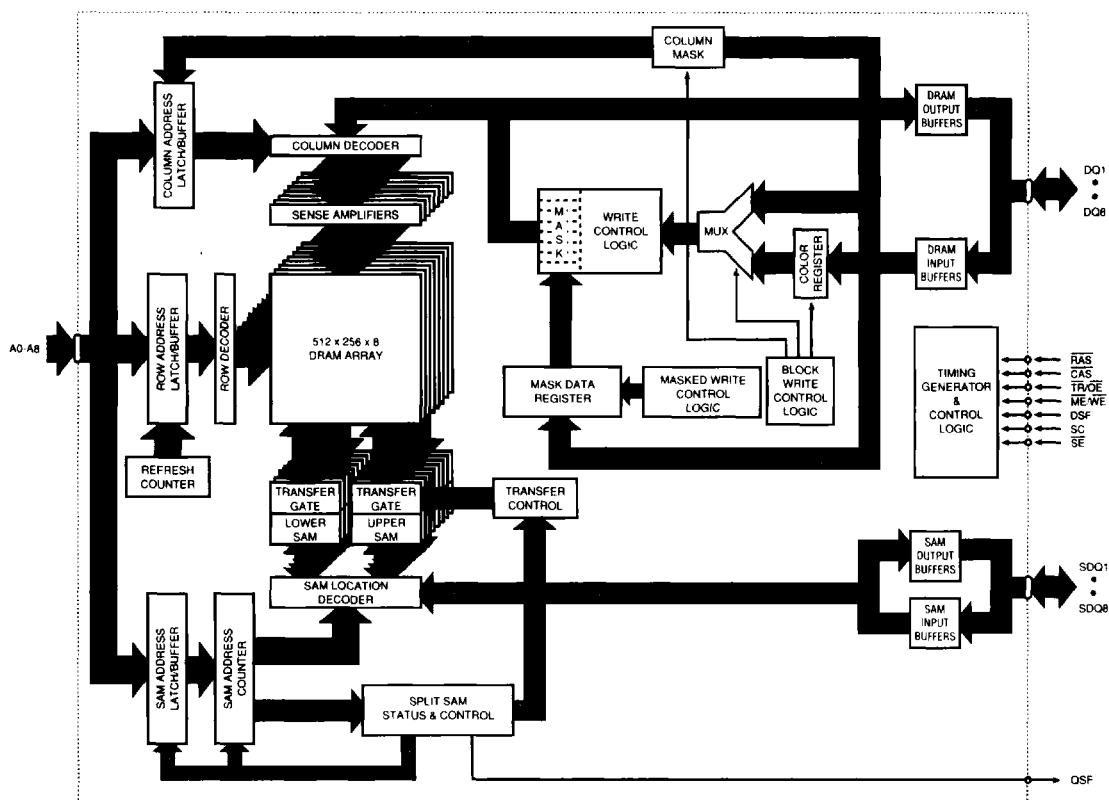 COLUMN
MASK
COLUMN ADDRESS
LATCH/BUFFER
DRAM
OUTPUT
BUFFERS
COLUMN DECODER
DQ1
DQ8
SENSE AMPLIFIERS
MASK
WRITE
CONTROL
LOGIC
MUX
COLOR
REGISTER
DRAM
INPUT
BUFFERS
A0-A8
ROW ADDRESS
LATCH/BUFFER
ROW DECODER
512 x 256 x 8
DRAM ARRAY
MASK DATA
REGISTER
MASKED WRITE
CONTROL
LOGIC
BLOCK
WRITE
CONTROL
LOGIC
TIMING
GENERATOR
&
CONTROL
LOGIC
RAS
CAS
TR/OE
ME/WE
DSF
SC
SE
REFRESH
COUNTER
TRANSFER
GATE
TRANSFER
GATE
TRANSFER
CONTROL
LOWER
SAM
UPPER
SAM
SAM
OUTPUT
BUFFERS
SAM LOCATION
DECODER
SDQ1
SDQ8
SAM
INPUT
BUFFERS
SAM ADDRESS
LATCH/BUFFER
SAM ADDRESS
COUNTER
SPLIT SAM
STATUS & CONTROL
QSF